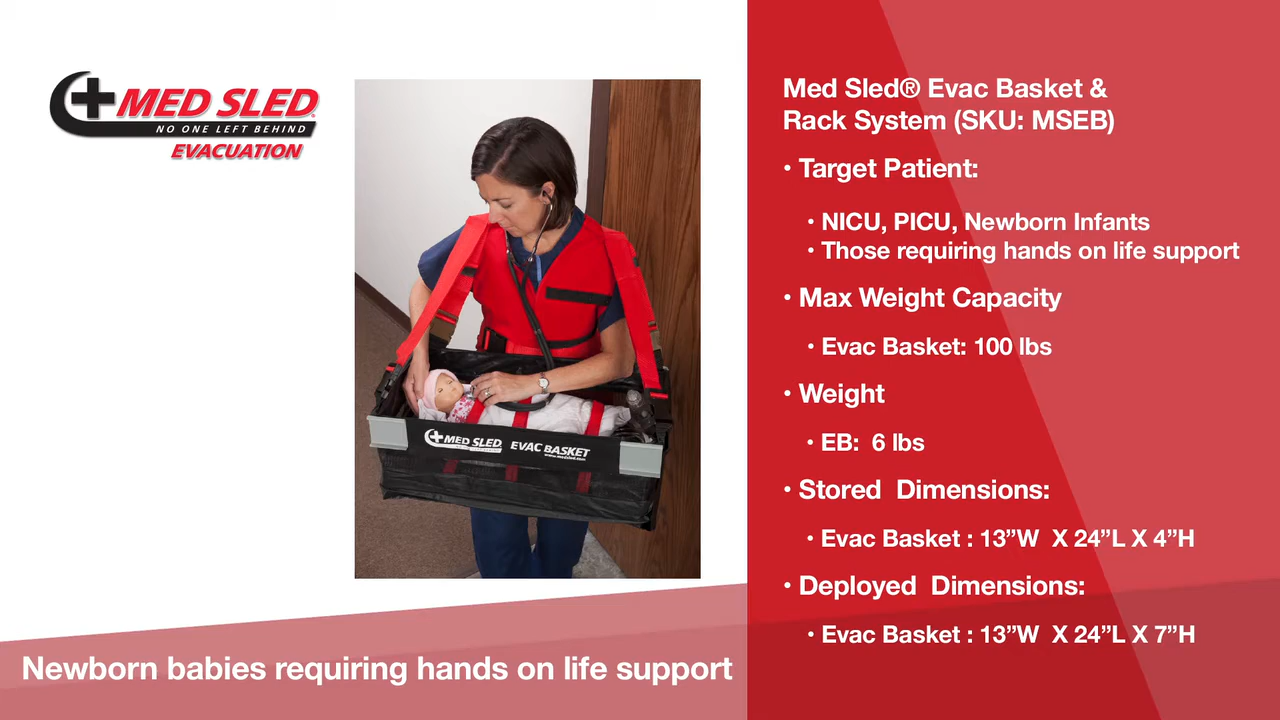 MED SLED®
NO ONE LEFT BEHIND
EVACUATION
MED SLED EVAC BASKET
www.medsled.com
Med Sled® Evac Basket &
Rack System (SKU: MSEB)
• Target Patient:
• NICU, PICU, Newborn Infants
• Those requiring hands on life support
• Max Weight Capacity
• Evac Basket: 100 lbs
• Weight
• EB:  6 lbs
• Stored  Dimensions:
• Evac Basket : 13”W  X 24”L X 4”H
• Deployed  Dimensions:
• Evac Basket : 13”W  X 24”L X 7”H
Newborn babies requiring hands on life support